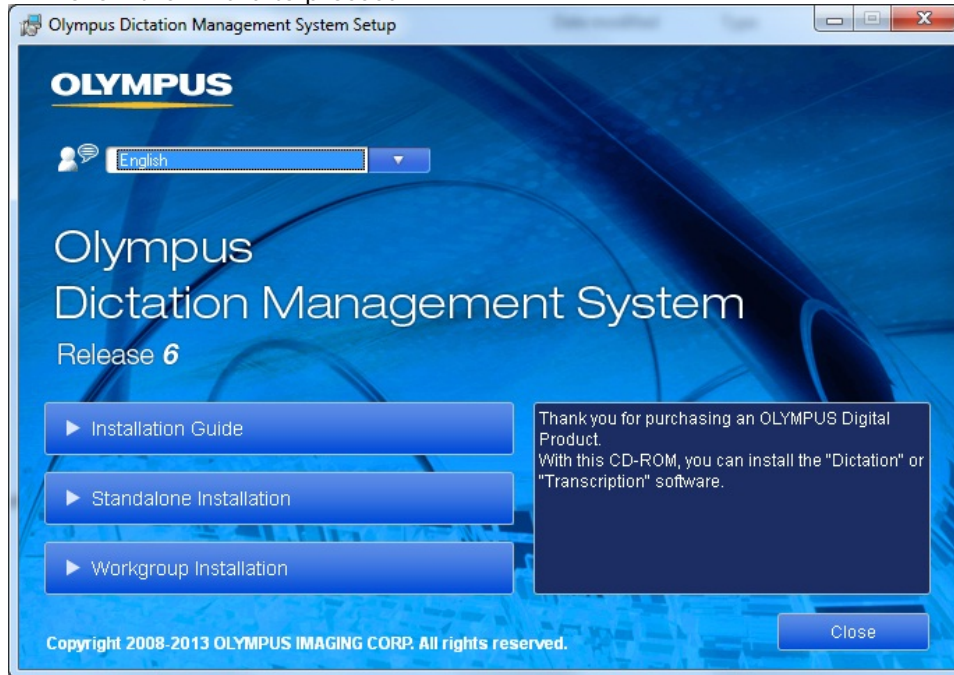 Olympus Dictation Management System Setup
OLYMPUS
English
Olympus
Dictation Management System
Release 6
Installation Guide
Standalone Installation
Workgroup Installation
Thank you for purchasing an OLYMPUS Digital
Product.
With this CD-ROM, you can install the "Dictation" or
"Transcription" software.
Close
Copyright 2008-2013 OLYMPUS IMAGING CORP. All rights reserved.